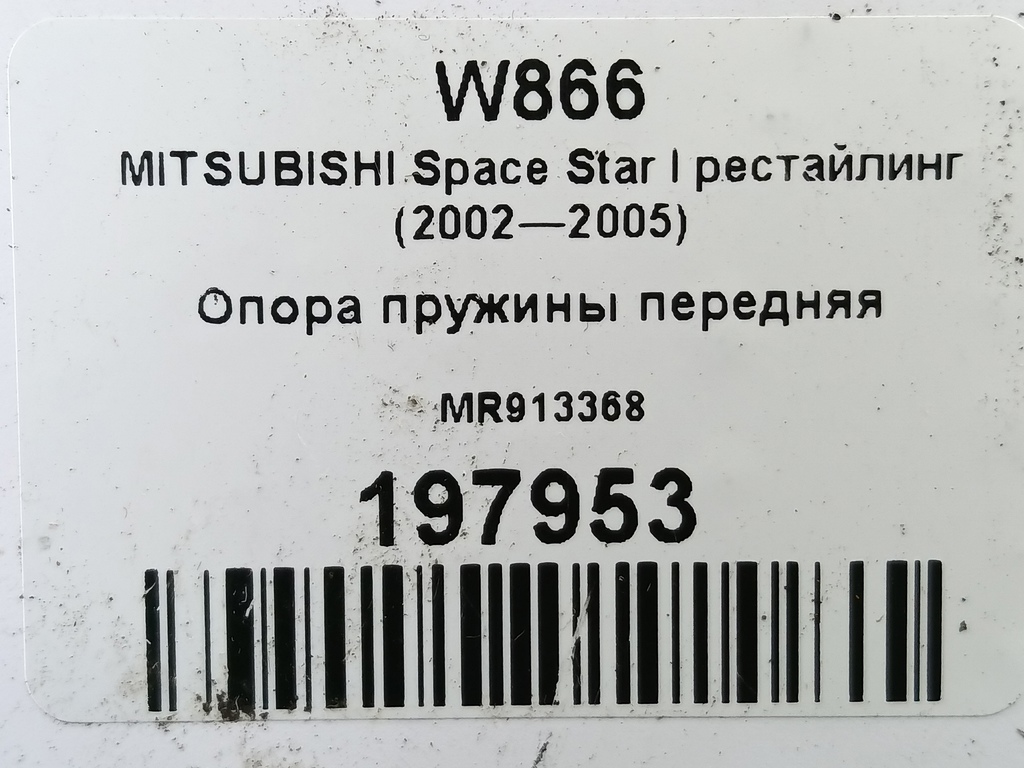 W866
MITSUBISHI Space Star I рестайлинг
(2002—2005)
Опора пружины передняя
MR913368
197953